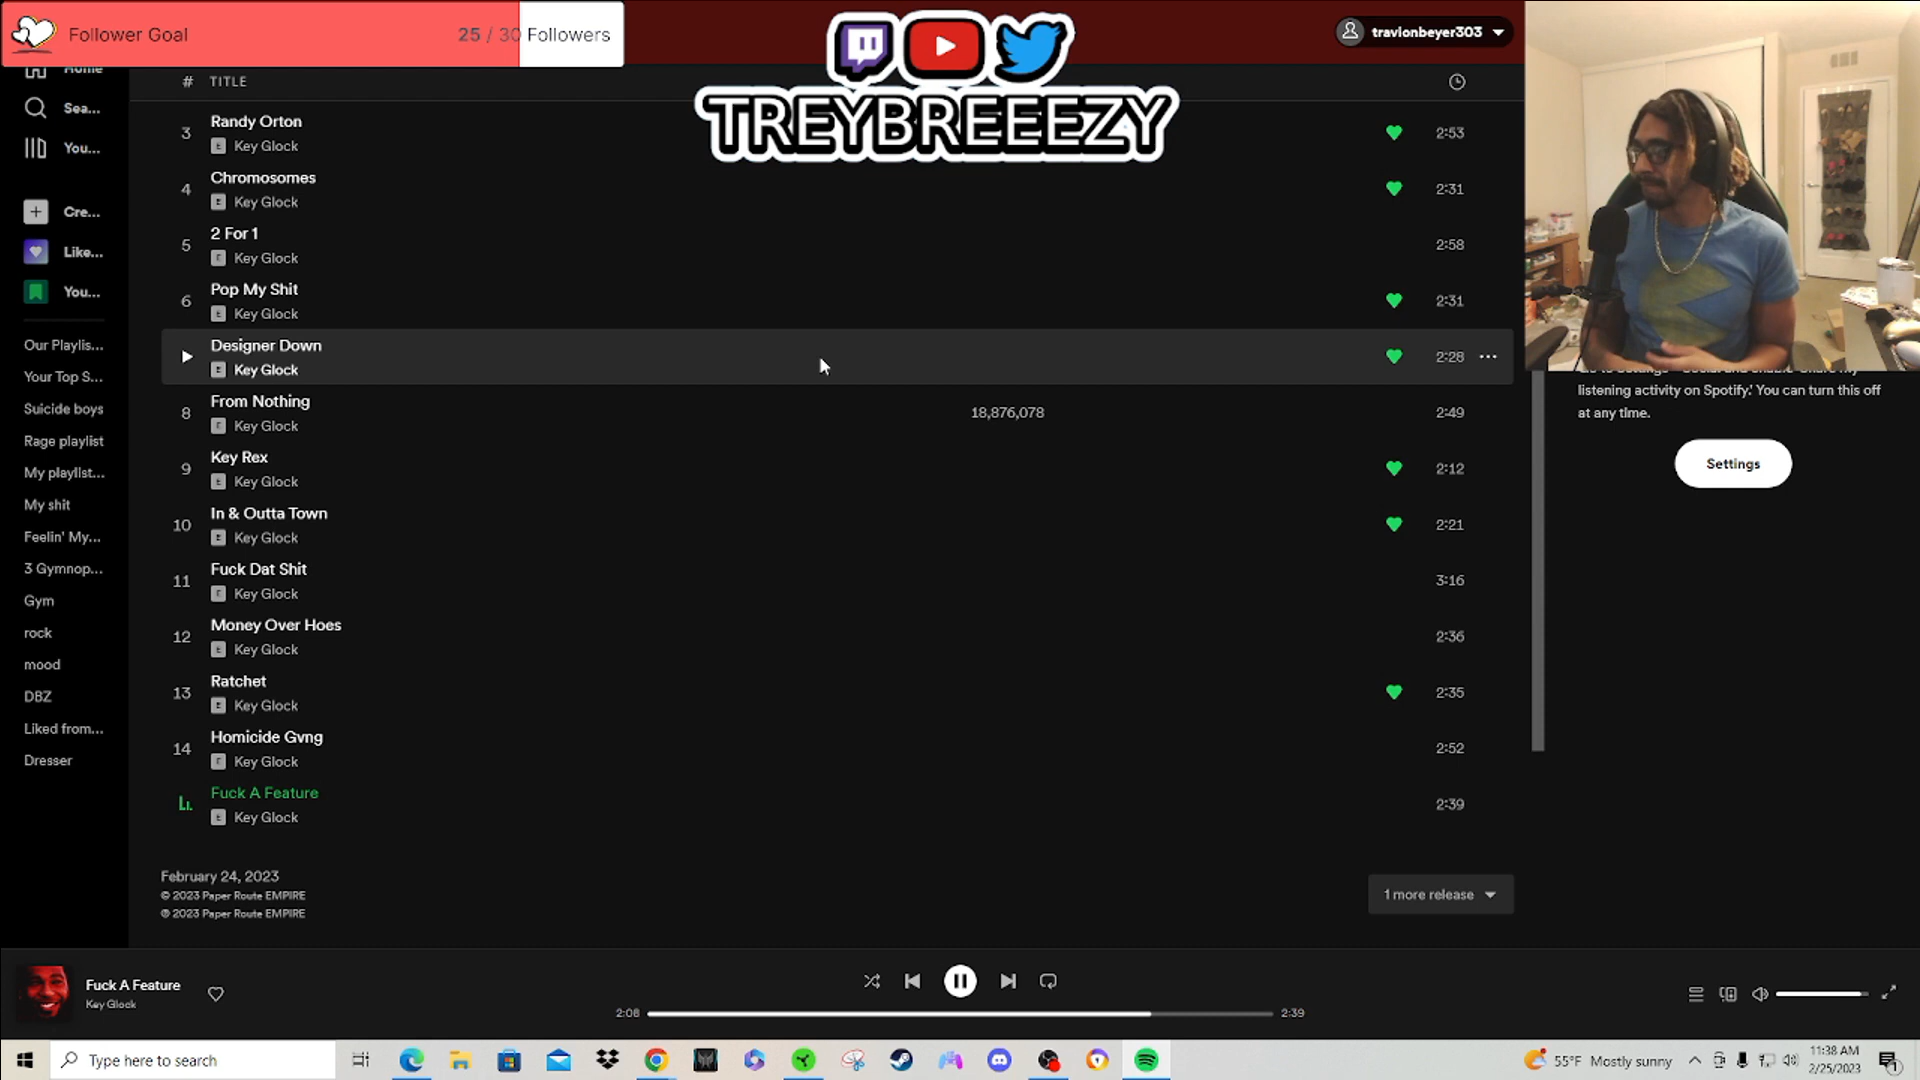 Follower Goal
25 / 30 Followers
TREYBREEEZY
travionbeyer303
Home
Sea...
You...
Cre...
Like...
You...
Our Playlis...
Your Top S...
Suicide boys
Rage playlist
My playlist...
My shit
Feelin' My...
3 Gymnop...
Gym
rock
mood
DBZ
Liked from...
Dresser
# TITLE
3 Randy Orton 2:53
E Key Glock
4 Chromosomes 2:31
E Key Glock
5 2 For 1 2:58
E Key Glock
6 Pop My Shit 2:31
E Key Glock
Designer Down 2:28
E Key Glock
8 From Nothing 18,876,078 2:49
E Key Glock
9 Key Rex 2:12
E Key Glock
10 In & Outta Town 2:21
E Key Glock
11 Fuck Dat Shit 3:16
E Key Glock
12 Money Over Hoes 2:36
E Key Glock
13 Ratchet 2:35
E Key Glock
14 Homicide Gvng 2:52
E Key Glock
Fuck A Feature 2:39
E Key Glock
February 24, 2023
© 2023 Paper Route EMPIRE
℗ 2023 Paper Route EMPIRE
1 more release
listening activity on Spotify.' You can turn this off
at any time.
Settings
Fuck A Feature
Key Glock
2:08
2:39
Type here to search
55°F Mostly sunny
11:38 AM
2/25/2023
1